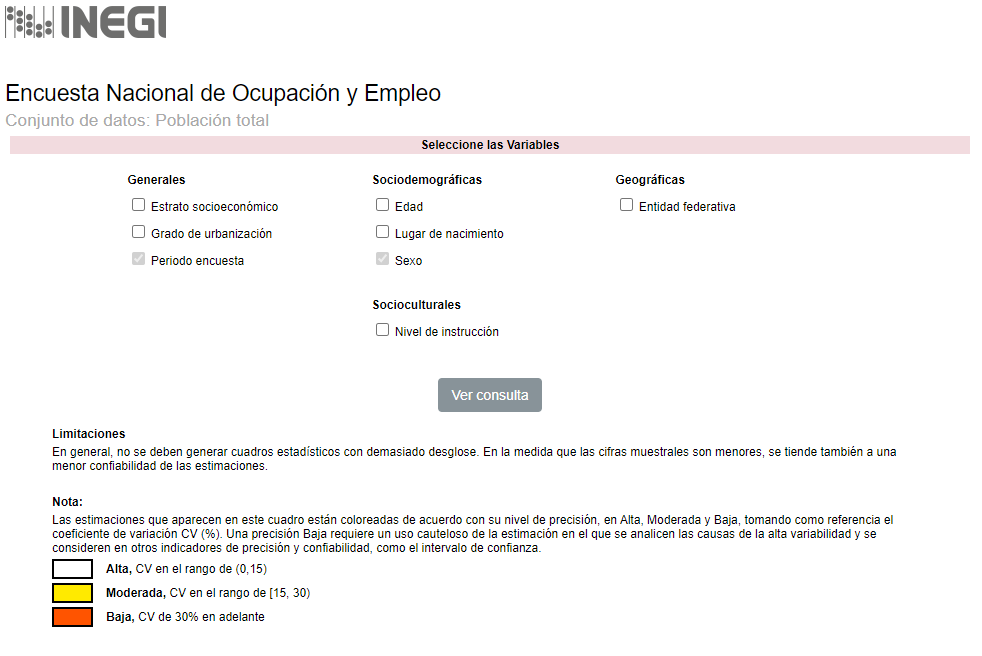 INEGI
Encuesta Nacional de Ocupación y Empleo
Conjunto de datos: Población total
Seleccione las Variables
Generales
Estrato socioeconómico
Grado de urbanización
Periodo encuesta
Sociodemográficas
Edad
Lugar de nacimiento
Sexo
Socioculturales
Nivel de instrucción
Geográficas
Entidad federativa
Ver consulta
Limitaciones
En general, no se deben generar cuadros estadísticos con demasiado desglose. En la medida que las cifras muestrales son menores, se tiende también a una
menor confiabilidad de las estimaciones.
Nota:
Las estimaciones que aparecen en este cuadro están coloreadas de acuerdo con su nivel de precisión, en Alta, Moderada y Baja, tomando como referencia el
coeficiente de variación CV (%). Una precisión Baja requiere un uso cauteloso de la estimación en el que se analicen las causas de la alta variabilidad y se
consideren en otros indicadores de precisión y confiabilidad, como el intervalo de confianza.
Alta, CV en el rango de (0,15)
Moderada, CV en el rango de [15, 30)
Baja, CV de 30% en adelante